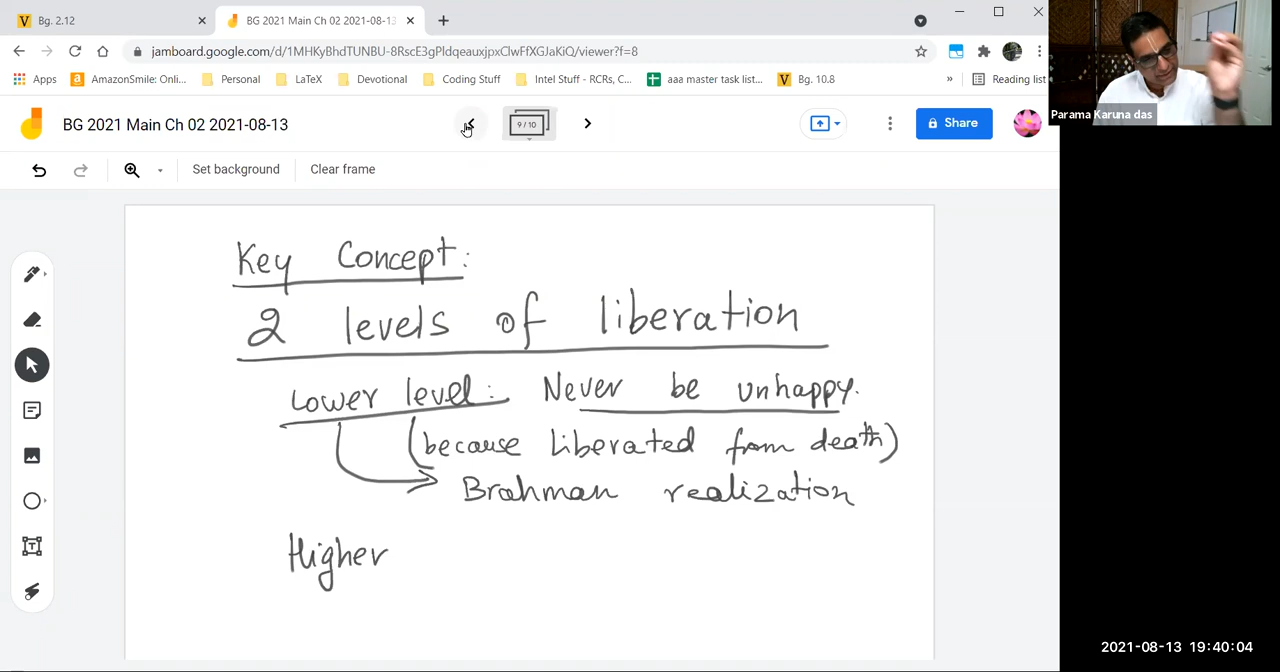 Bg. 2.12
BG 2021 Main Ch 02 2021-08-13
jamboard.google.com/d/1MHKyBhdTUNBU-8RscE3gPldqeauxjpxClwFfXGJaKiQ/viewer?f=8
Apps AmazonSmile: Onli... Personal LaTeX Devotional Coding Stuff Intel Stuff - RCRs, C... aaa master task list... Bg. 10.8 » Reading list
Parama Karuna das
BG 2021 Main Ch 02 2021-08-13 9/10 Share
Set background Clear frame
Key Concept:
2 levels of liberation
Lower level: Never be unhappy.
(because liberated from death)
Brahman realization
Higher
2021-08-13 19:40:04